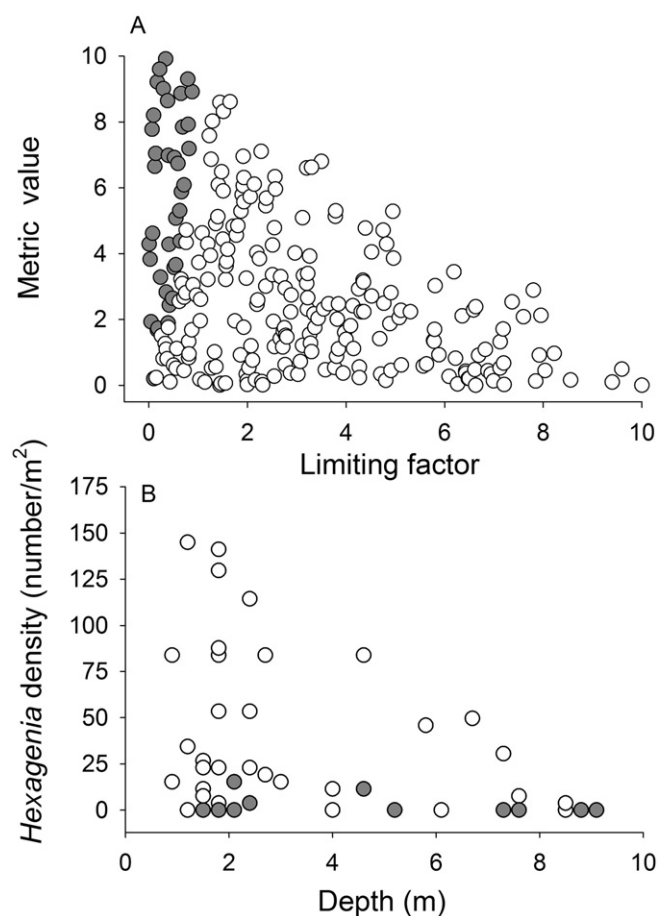 A
10
8
6
4
2
0
Metric value
0 2 4 6 8 10
Limiting factor
B
175
150
125
100
75
50
25
0
Hexagenia density (number/m²)
0 2 4 6 8 10
Depth (m)